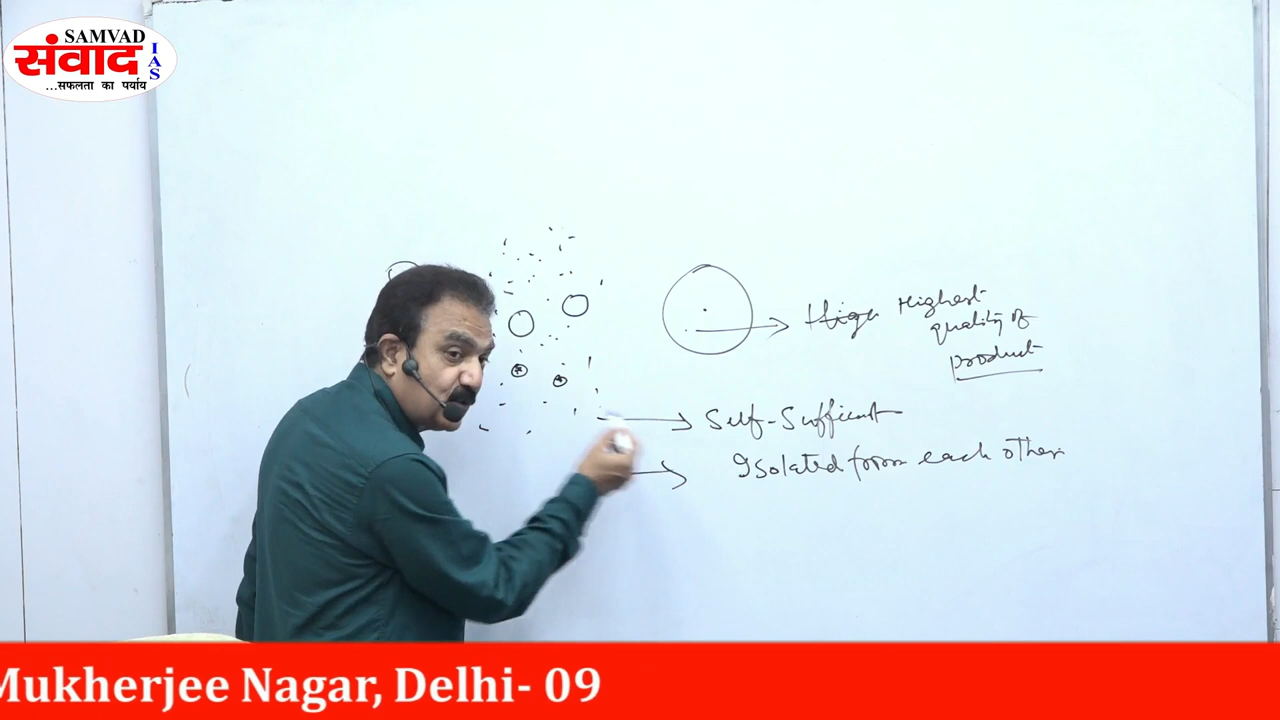 SAMVAD
संवाद
IAS
...सफलता का पर्याय
High Highest
quality of
product
Self-Sufficient
Isolated from each other
Mukherjee Nagar, Delhi- 09